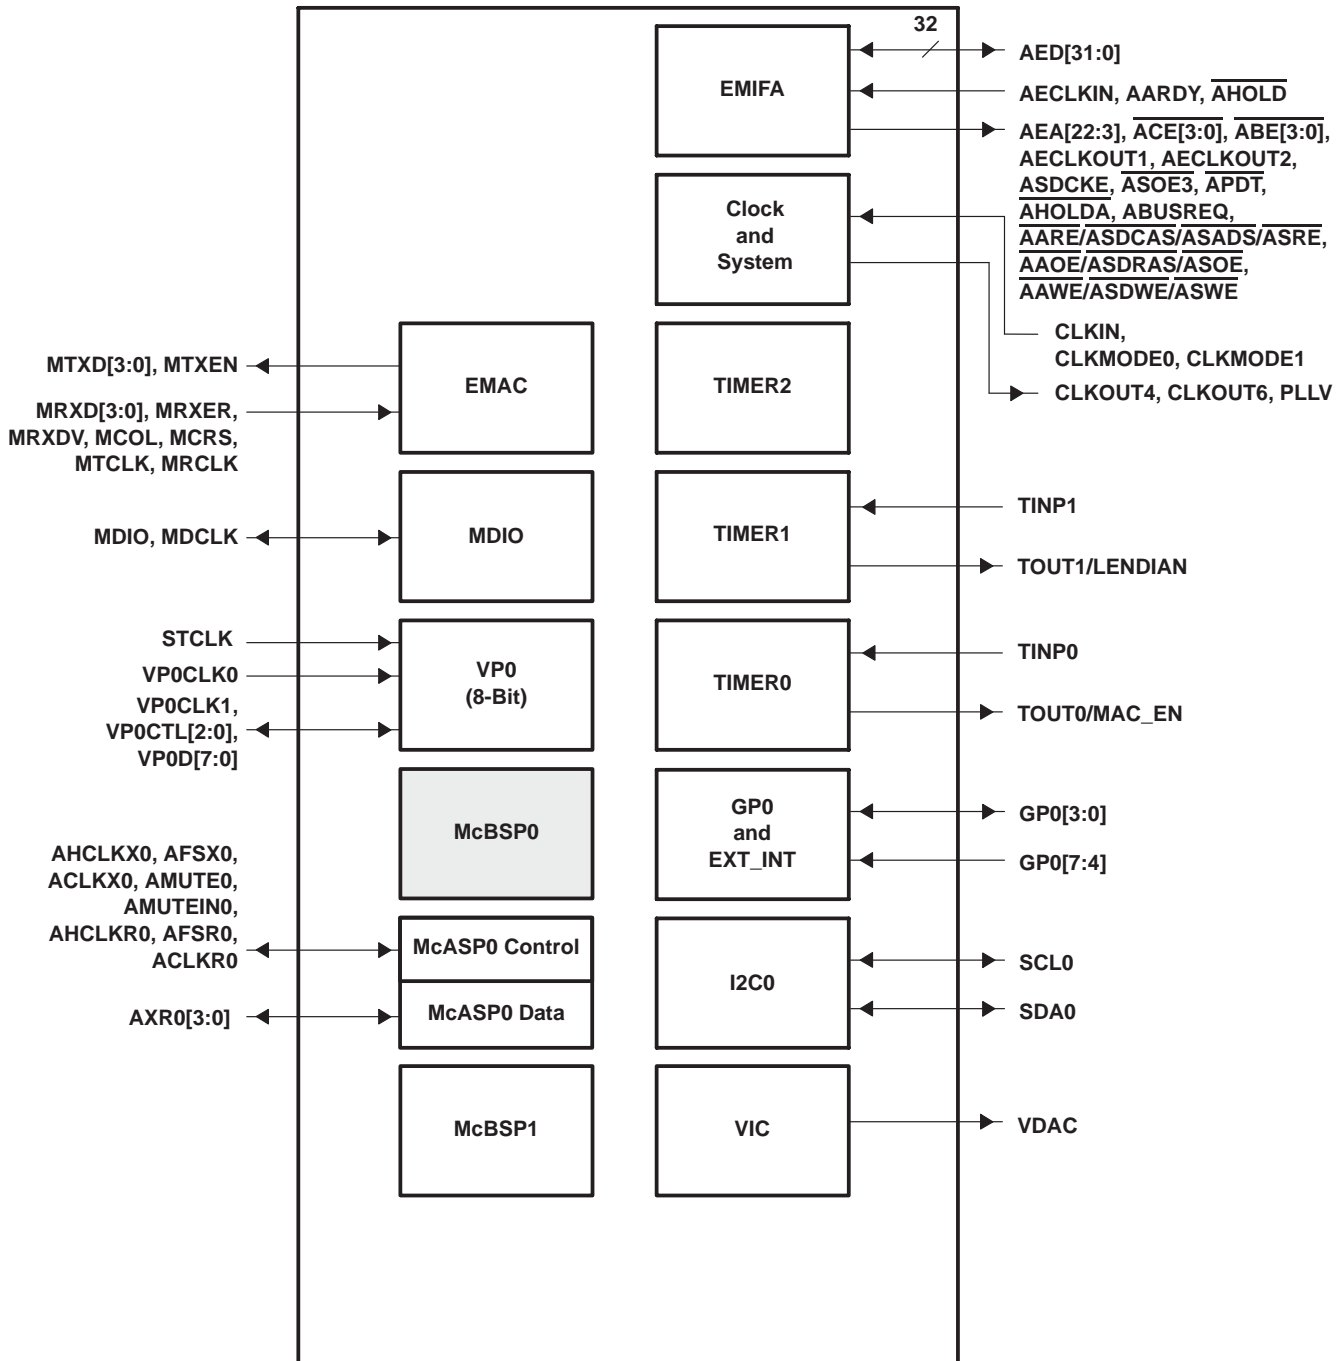 32
EMIFA
AED[31:0]
AECLKIN, AARDY, AHOLD
AEA[22:3], ACE[3:0], ABE[3:0],
AECLKOUT1, AECLKOUT2,
ASDCKE, ASOE3, APDT,
AHOLDA, ABUSREQ,
AARE/ASDCAS/ASADS/ASRE,
AAOE/ASDRAS/ASOE,
AAWE/ASDWE/ASWE
Clock
and
System
CLKIN,
CLKMODE0, CLKMODE1
CLKOUT4, CLKOUT6, PLLV
MTXD[3:0], MTXEN
MRXD[3:0], MRXER,
MRXDV, MCOL, MCRS,
MTCLK, MRCLK
EMAC
TIMER2
MDIO, MDCLK
MDIO
TIMER1
TINP1
TOUT1/LENDIAN
STCLK
VP0CLK0
VP0CLK1,
VP0CTL[2:0],
VP0D[7:0]
VP0
(8-Bit)
TIMER0
TINP0
TOUT0/MAC_EN
McBSP0
GP0
and
EXT_INT
GP0[3:0]
GP0[7:4]
AHCLKX0, AFSX0,
ACLKX0, AMUTE0,
AMUTEIN0,
AHCLKR0, AFSR0,
ACLKR0
McASP0 Control
AXR0[3:0]
McASP0 Data
I2C0
SCL0
SDA0
McBSP1
VIC
VDAC